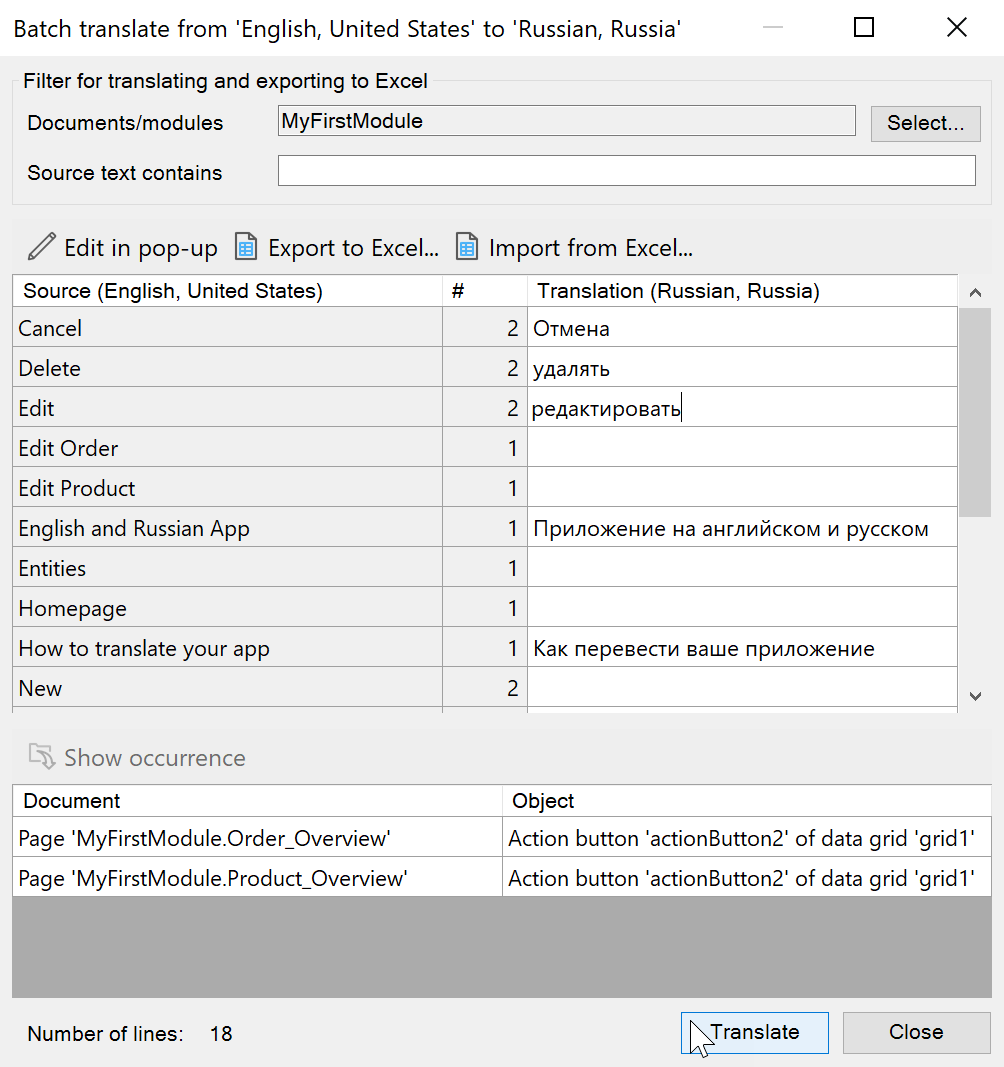 Batch translate from 'English, United States' to 'Russian, Russia'
Filter for translating and exporting to Excel
Documents/modules MyFirstModule Select...
Source text contains
Edit in pop-up Export to Excel... Import from Excel...
Source (English, United States) # Translation (Russian, Russia)
Cancel 2 Отмена
Delete 2 удалять
Edit 2 редактировать
Edit Order 1
Edit Product 1
English and Russian App 1 Приложение на английском и русском
Entities 1
Homepage 1
How to translate your app 1 Как перевести ваше приложение
New 2
Show occurrence
Document Object
Page 'MyFirstModule.Order_Overview' Action button 'actionButton2' of data grid 'grid1'
Page 'MyFirstModule.Product_Overview' Action button 'actionButton2' of data grid 'grid1'
Number of lines: 18 Translate Close